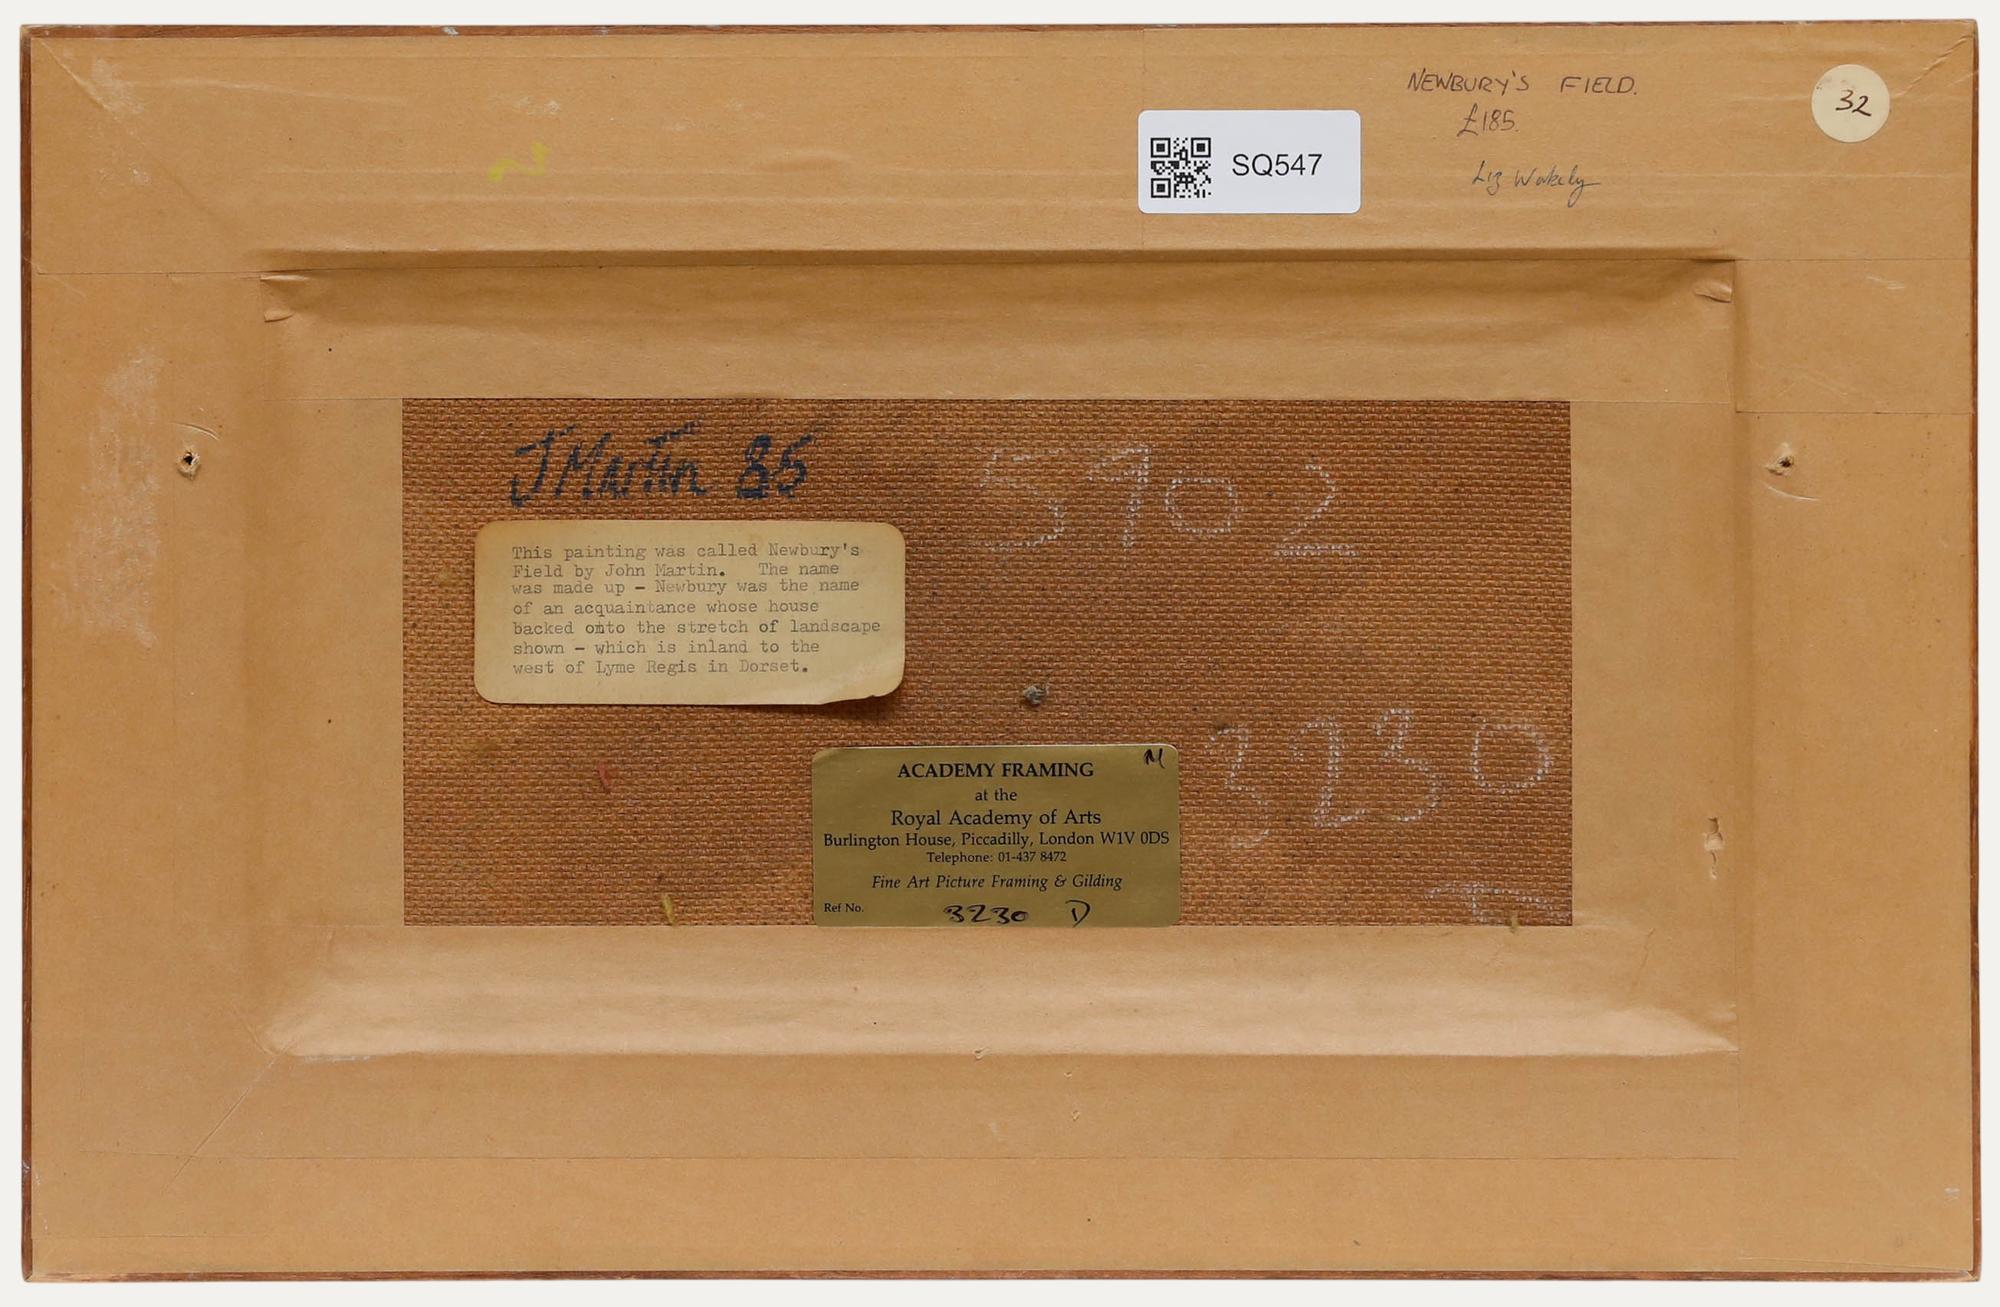 NEWBURY'S FIELD.
£185.
Liz Wakely
32
SQ547
J Martin 85
5902
This painting was called Newbury's
Field by John Martin. The name
was made up - Newbury was the name
of an acquaintance whose house
backed onto the stretch of landscape
shown - which is inland to the
west of Lyme Regis in Dorset.
3230
ACADEMY FRAMING
M
at the
Royal Academy of Arts
Burlington House, Piccadilly, London W1V 0DS
Telephone: 01-437 8472
Fine Art Picture Framing & Gilding
Ref No. 3230 D